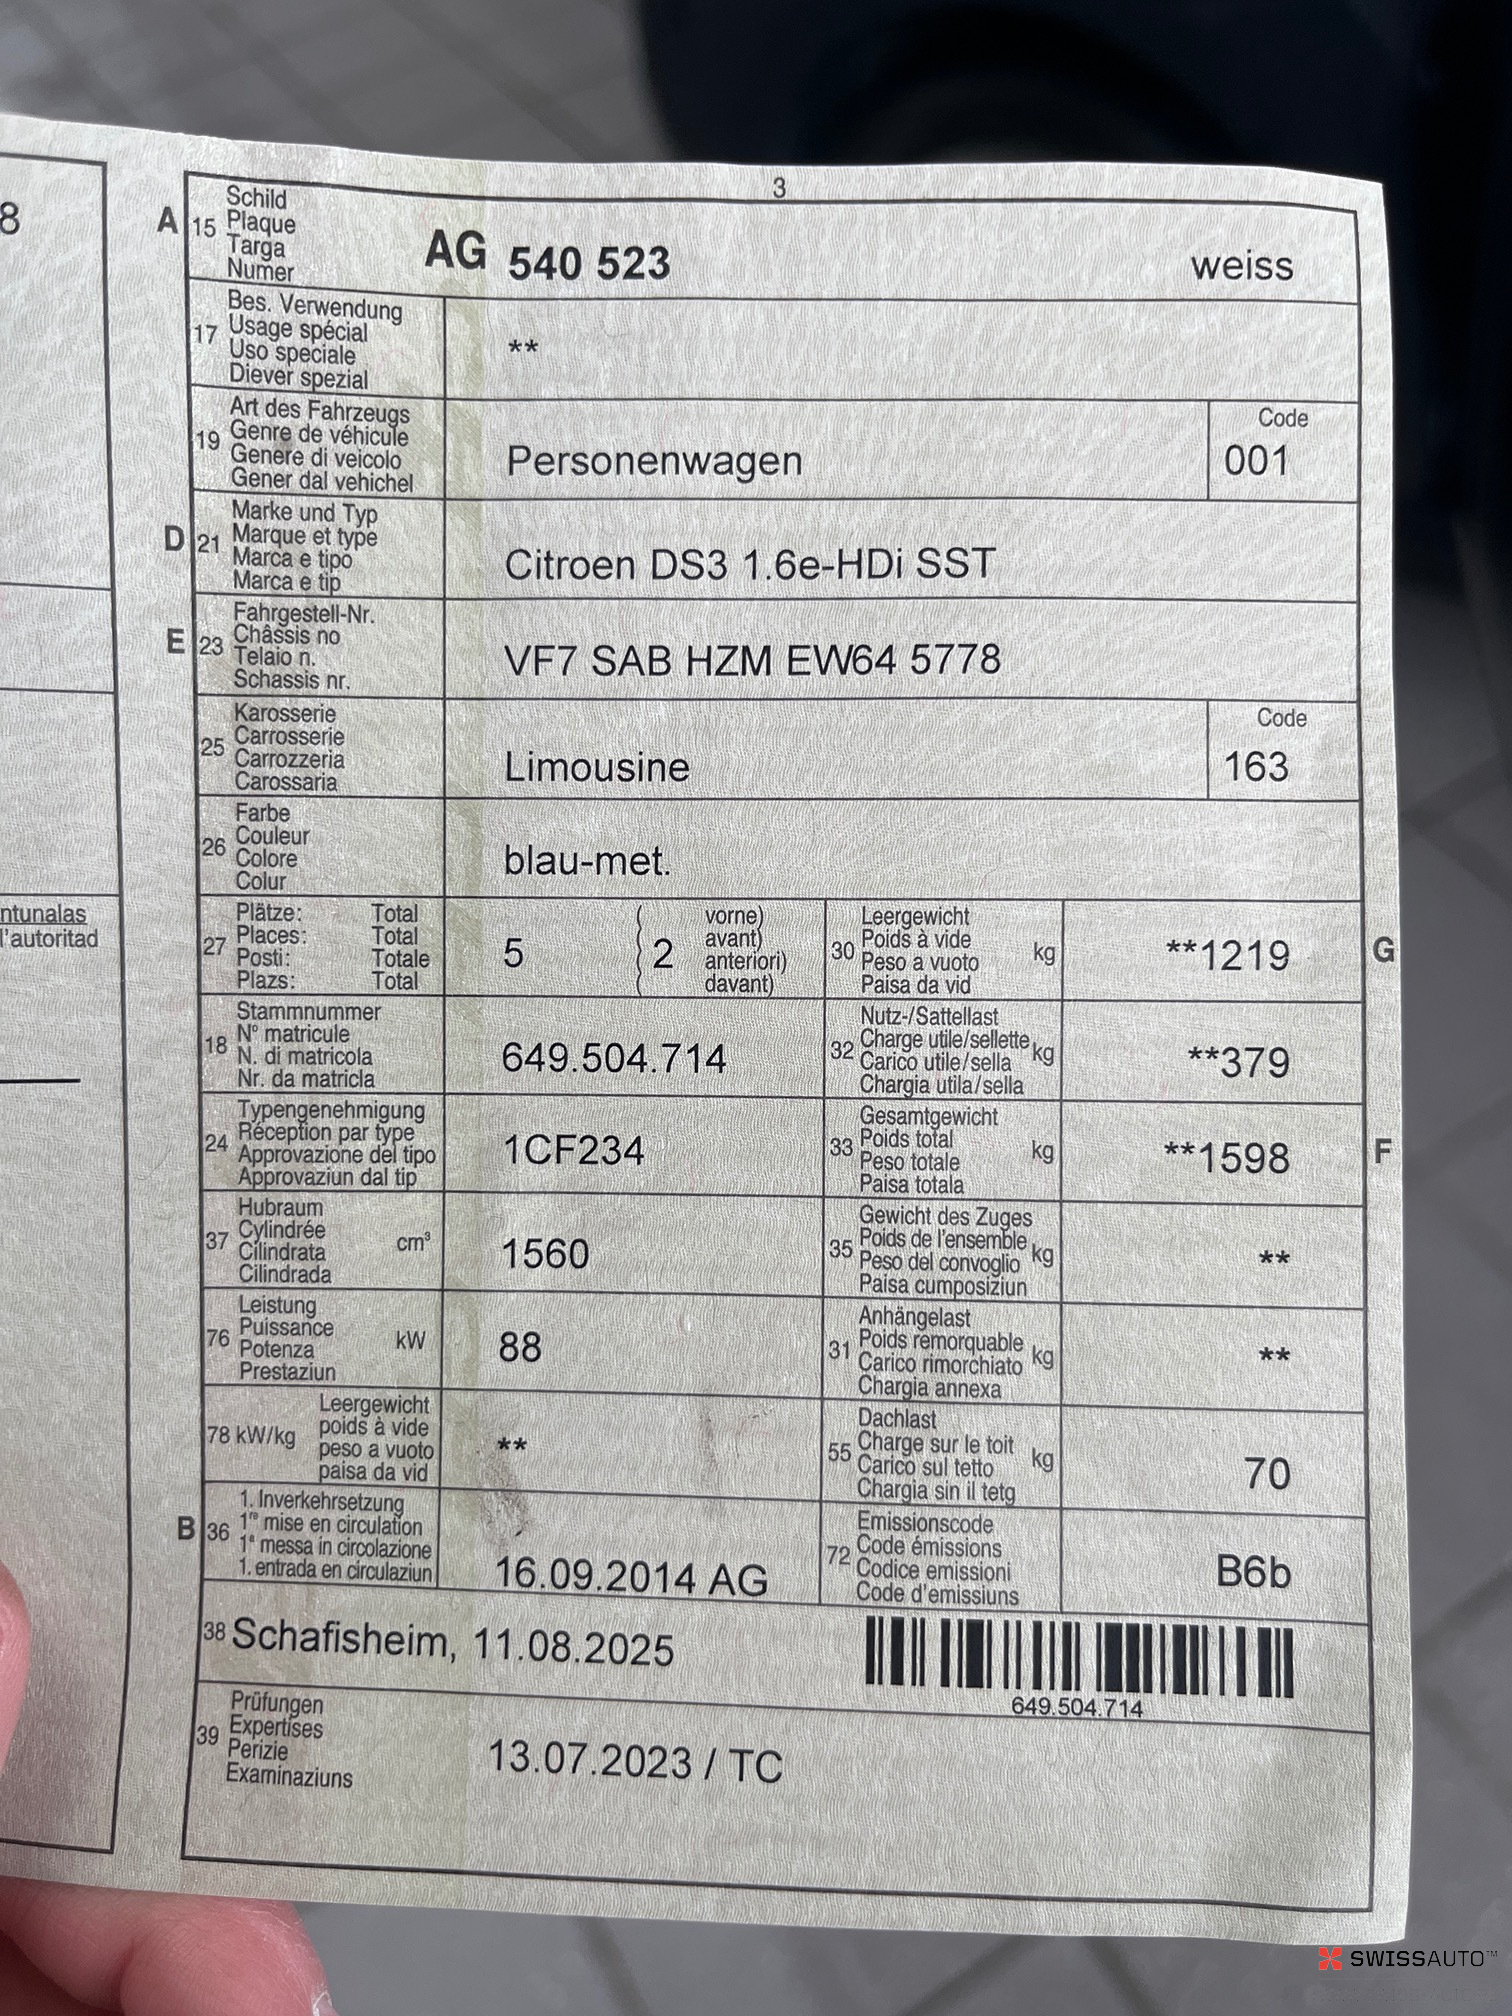 8
ntunalas
l'autoritad
3
A 15 Schild
Plaque
Targa
Numer
AG 540 523 weiss
17 Bes. Verwendung
Usage spécial
Uso speciale
Diever spezial
**
19 Art des Fahrzeugs
Genre de véhicule
Genere di veicolo
Gener dal vehichel
Personenwagen
Code
001
D 21 Marke und Typ
Marque et type
Marca e tipo
Marca e tip
Citroen DS3 1.6e-HDi SST
E 23 Fahrgestell-Nr.
Châssis no
Telaio n.
Schassis nr.
VF7 SAB HZM EW64 5778
25 Karosserie
Carrosserie
Carrozzeria
Carossaria
Limousine
Code
163
26 Farbe
Couleur
Colore
Colur
blau-met.
27 Plätze: Total
Places: Total
Posti: Totale
Plazs: Total
5 ( 2 vorne)
avant)
anteriori)
davant)
30 Leergewicht
Poids à vide
Peso a vuoto
Paisa da vid
kg
**1219
G
18 Stammnummer
N° matricule
N. di matricola
Nr. da matricla
649.504.714
32 Nutz-/Sattellast
Charge utile/sellette
Carico utile/sella
Chargia utila/sella
kg
**379
24 Typengenehmigung
Réception par type
Approvazione del tipo
Approvaziun dal tip
1CF234
33 Gesamtgewicht
Poids total
Peso totale
Paisa totala
kg
**1598
F
37 Hubraum
Cylindrée
Cilindrata
Cilindrada
cm³
1560
35 Gewicht des Zuges
Poids de l'ensemble
Peso del convoglio
Paisa cumposiziun
kg
**
76 Leistung
Puissance
Potenza
Prestaziun
kW
88
31 Anhängelast
Poids remorquable
Carico rimorchiato
Chargia annexa
kg
**
78 kW/kg Leergewicht
poids à vide
peso a vuoto
paisa da vid
**
55 Dachlast
Charge sur le toit
Carico sul tetto
Chargia sin il tetg
kg
70
B 36 1. Inverkehrsetzung
1re mise en circulation
1a messa in circolazione
1. entrada en circulaziun
16.09.2014 AG
72 Emissionscode
Code émissions
Codice emissioni
Code d'emissiuns
B6b
38 Schafisheim, 11.08.2025
649.504.714
39 Prüfungen
Expertises
Perizie
Examinaziuns
13.07.2023 / TC
SWISSAUTO™